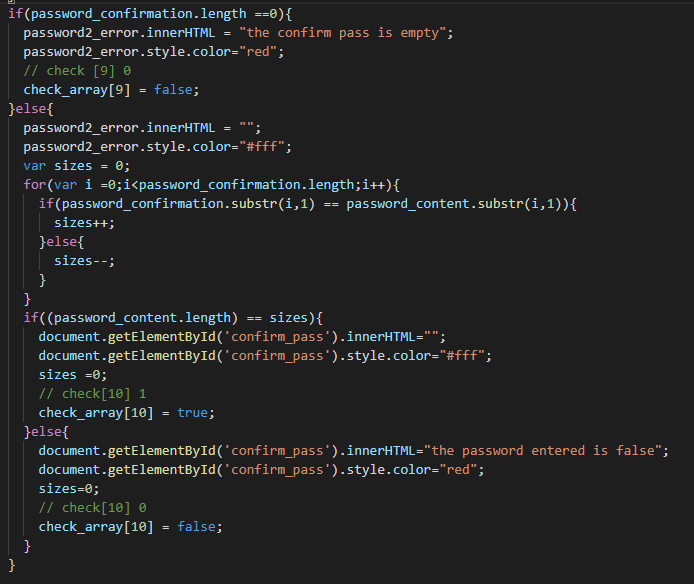 if(password_confirmation.length ==0){
password2_error.innerHTML = "the confirm pass is empty";
password2_error.style.color="red";
// check [9] 0
check_array[9] = false;
}else{
password2_error.innerHTML = "";
password2_error.style.color="#fff";
var sizes = 0;
for(var i =0;i<password_confirmation.length;i++){
if(password_confirmation.substr(i,1) == password_content.substr(i,1)){
sizes++;
}else{
sizes--;
}
}
if((password_content.length) == sizes){
document.getElementById('confirm_pass').innerHTML="";
document.getElementById('confirm_pass').style.color="#fff";
sizes =0;
// check[10] 1
check_array[10] = true;
}else{
document.getElementById('confirm_pass').innerHTML="the password entered is false";
document.getElementById('confirm_pass').style.color="red";
sizes=0;
// check[10] 0
check_array[10] = false;
}
}